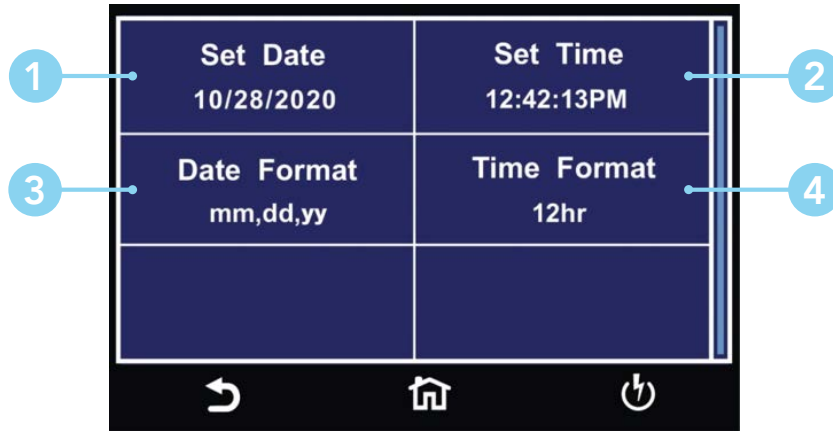 1
Set Date
10/28/2020
2
Set Time
12:42:13PM
3
Date Format
mm,dd,yy
4
Time Format
12hr